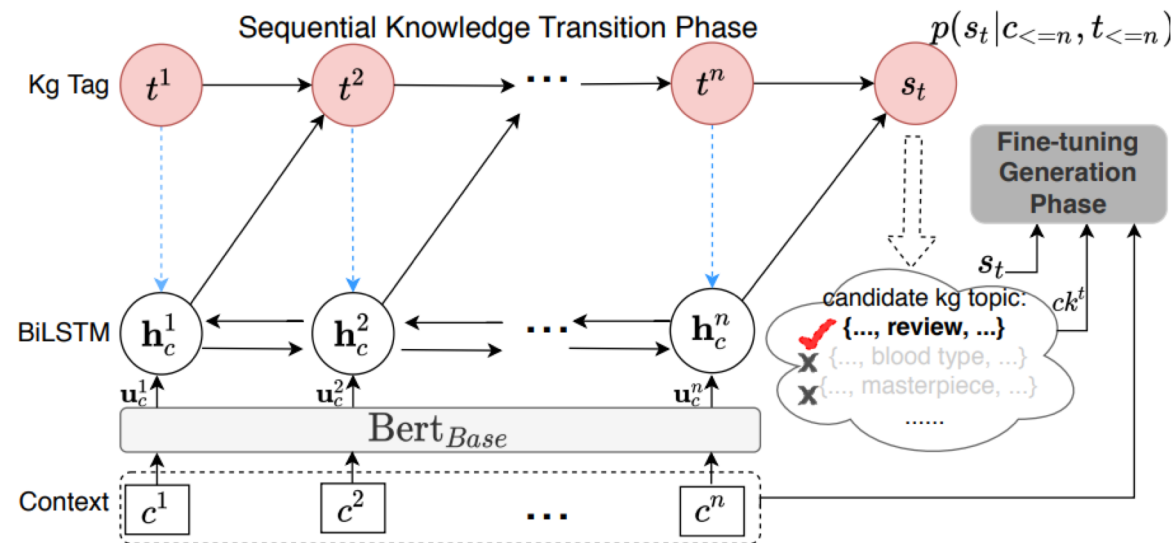 Sequential Knowledge Transition Phase
p(s_t|c_{<=n}, t_{<=n})
Kg Tag
t^1
t^2
...
t^n
s_t
Fine-tuning
Generation
Phase
s_t
ck^t
candidate kg topic:
{..., review, ...}
{..., blood type, ...}
{..., masterpiece, ...}
......
BiLSTM
h_c^1
h_c^2
...
h_c^n
u_c^1
u_c^2
u_c^n
Bert_{Base}
Context
c^1
c^2
...
c^n